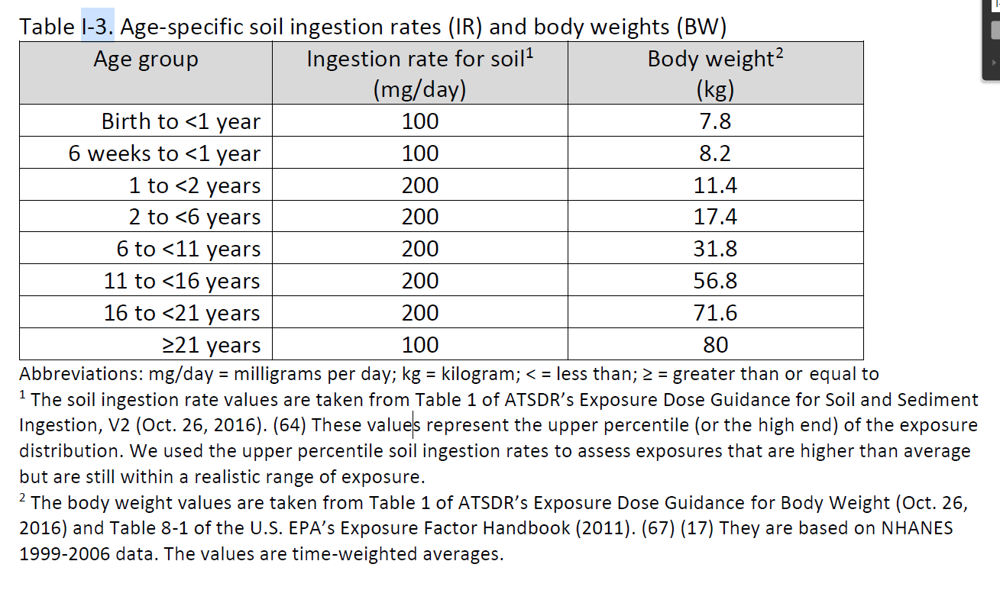 Table I-3. Age-specific soil ingestion rates (IR) and body weights (BW)
Age group Ingestion rate for soil¹ (mg/day) Body weight² (kg)
Birth to <1 year 100 7.8
6 weeks to <1 year 100 8.2
1 to <2 years 200 11.4
2 to <6 years 200 17.4
6 to <11 years 200 31.8
11 to <16 years 200 56.8
16 to <21 years 200 71.6
≥21 years 100 80
Abbreviations: mg/day = milligrams per day; kg = kilogram; < = less than; ≥ = greater than or equal to
¹ The soil ingestion rate values are taken from Table 1 of ATSDR’s Exposure Dose Guidance for Soil and Sediment
Ingestion, V2 (Oct. 26, 2016). (64) These values represent the upper percentile (or the high end) of the exposure
distribution. We used the upper percentile soil ingestion rates to assess exposures that are higher than average
but are still within a realistic range of exposure.
² The body weight values are taken from Table 1 of ATSDR’s Exposure Dose Guidance for Body Weight (Oct. 26,
2016) and Table 8-1 of the U.S. EPA’s Exposure Factor Handbook (2011). (67) (17) They are based on NHANES
1999-2006 data. The values are time-weighted averages.